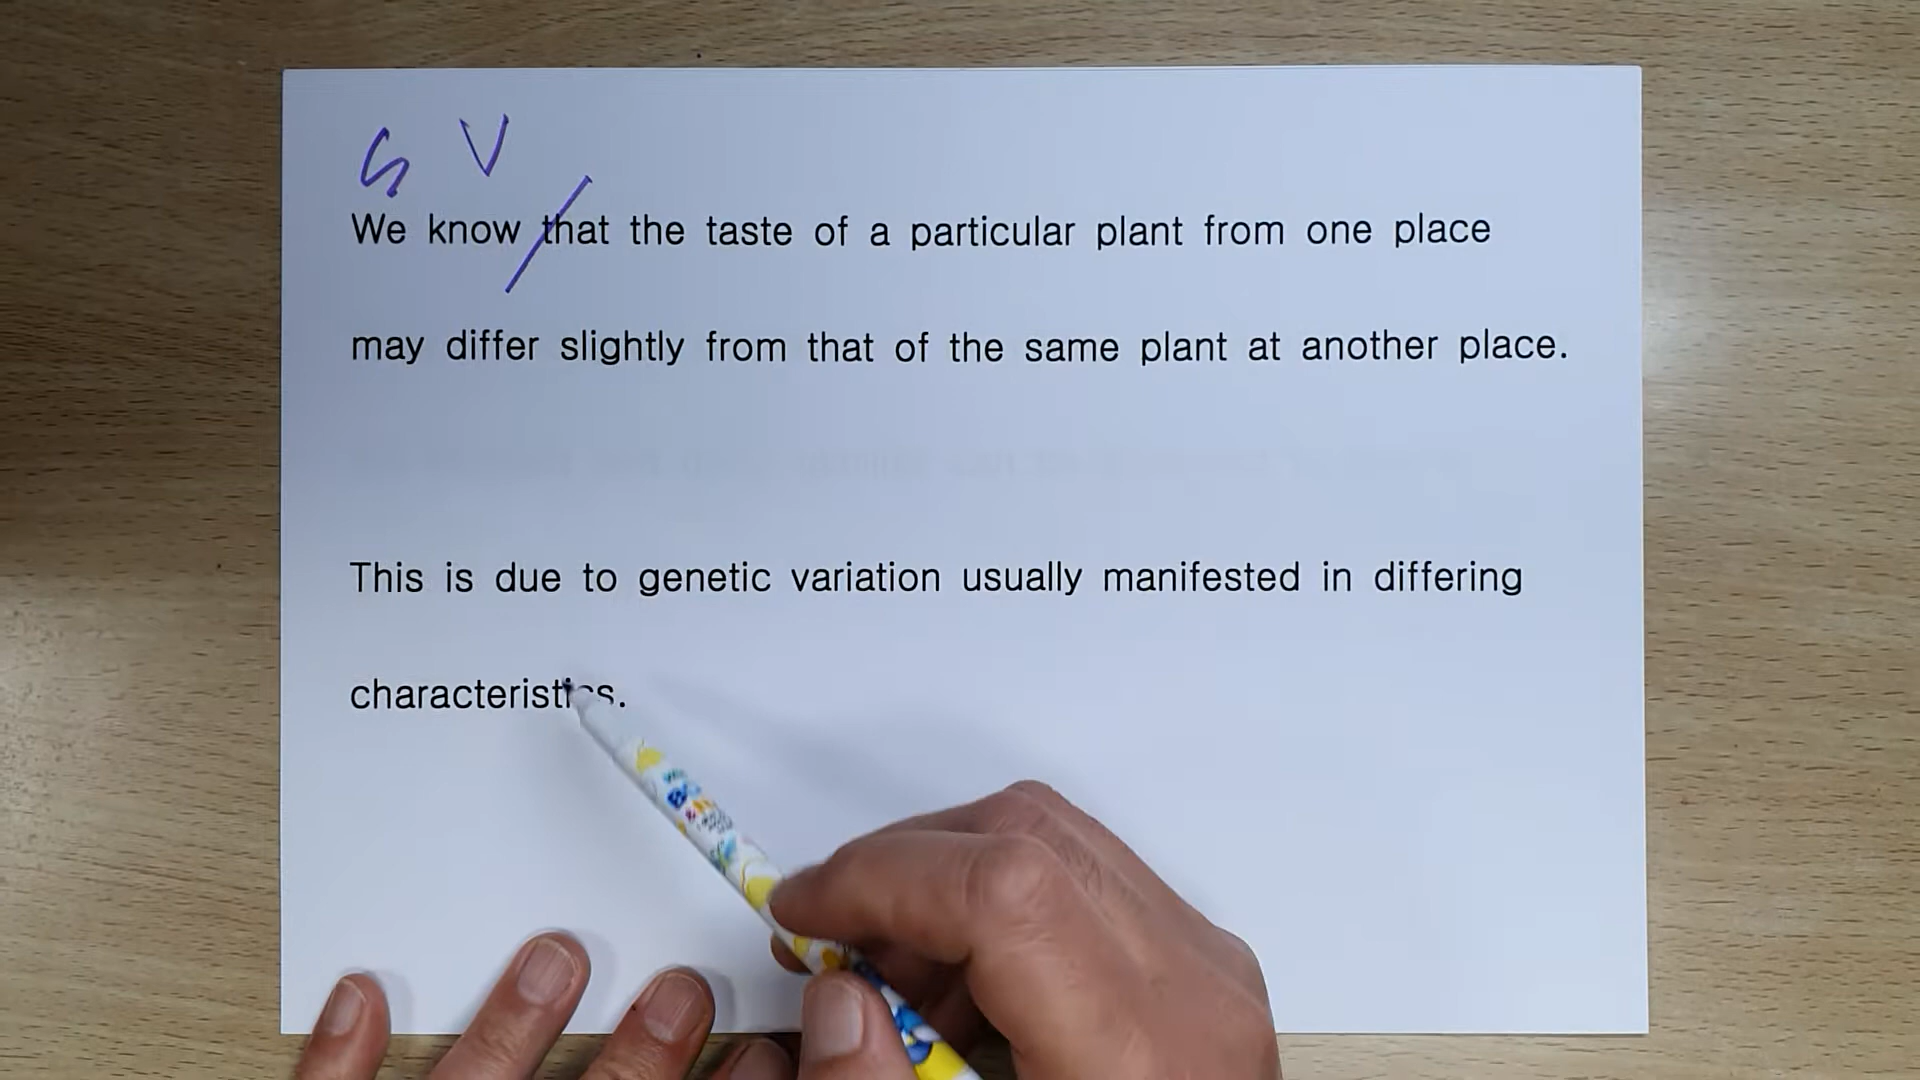 S V
We know that the taste of a particular plant from one place
may differ slightly from that of the same plant at another place.
This is due to genetic variation usually manifested in differing
characteristics.